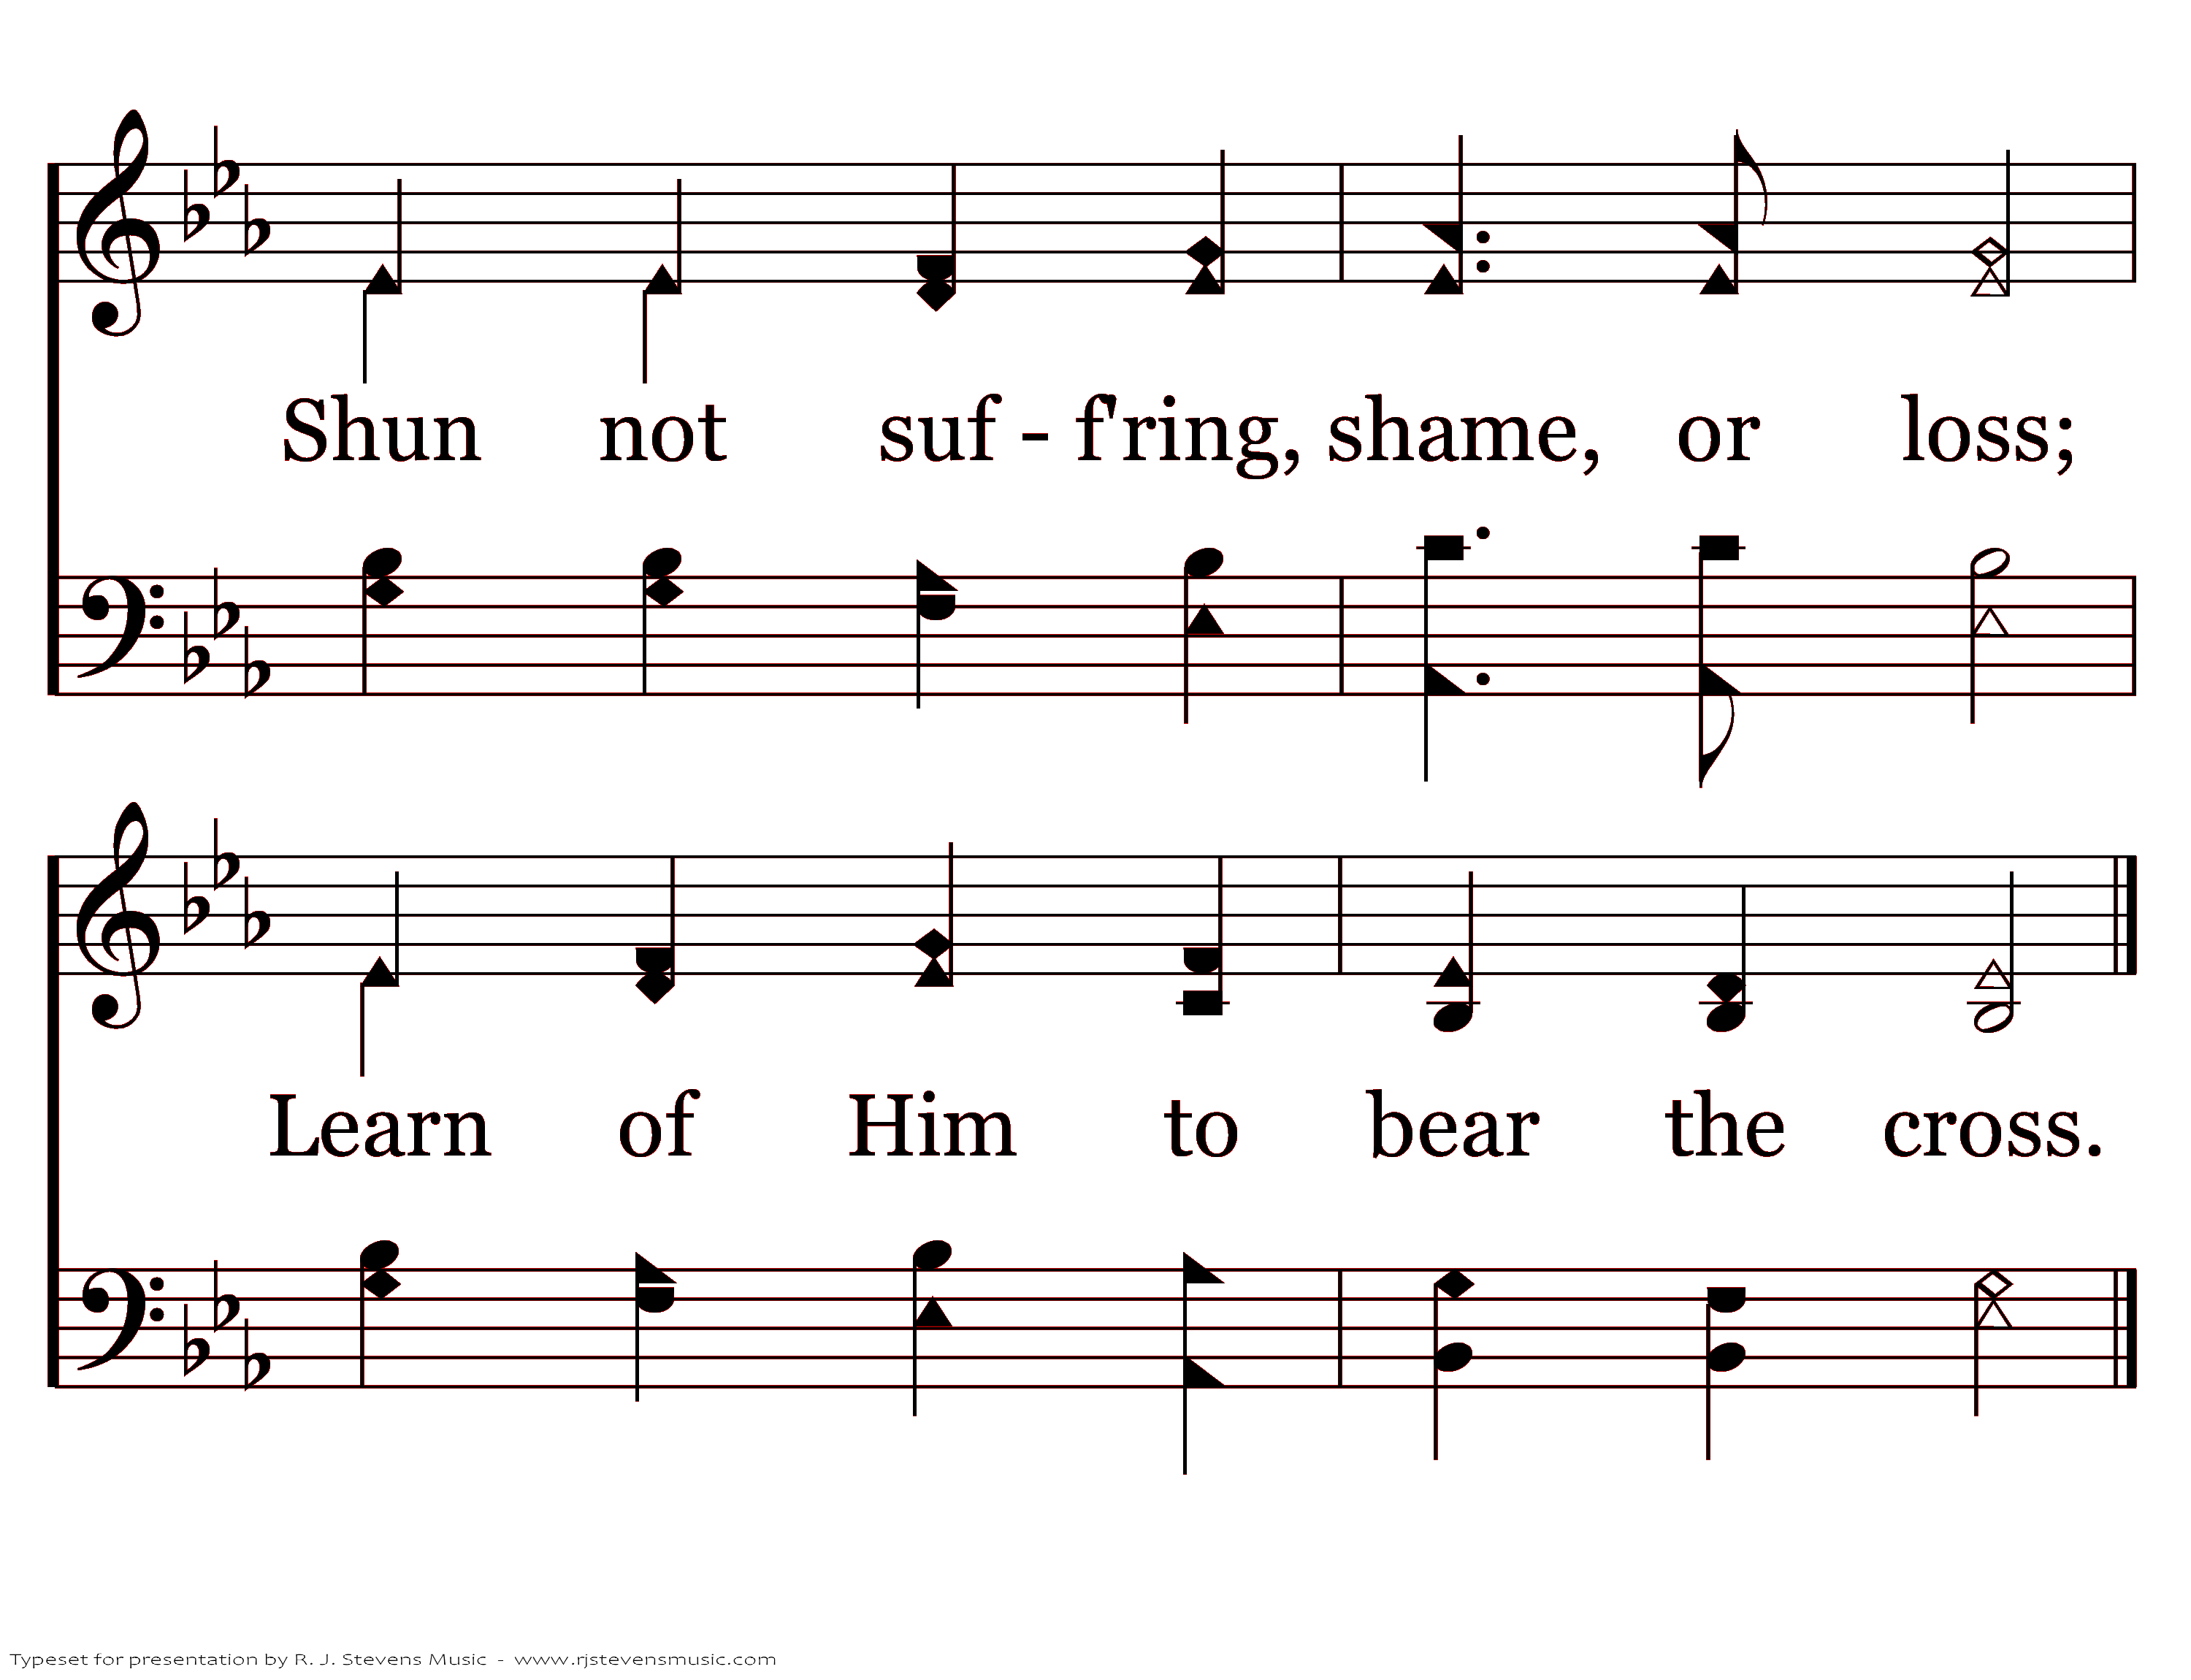 Shun not suf - f'ring, shame, or loss;
Learn of Him to bear the cross.
Typeset for presentation by R. J. Stevens Music - www.rjstevensmusic.com